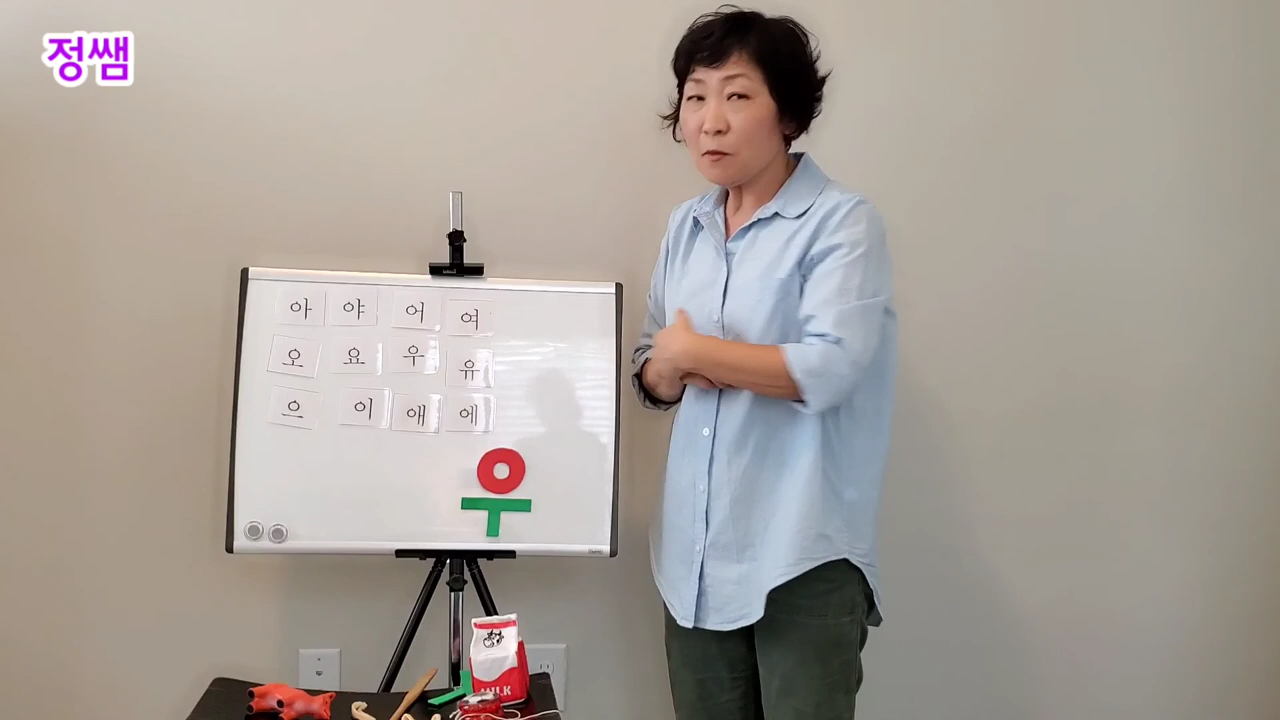 정쌤
아 야 어 여
오 요 우 유
으 이 애 에
우
MILK